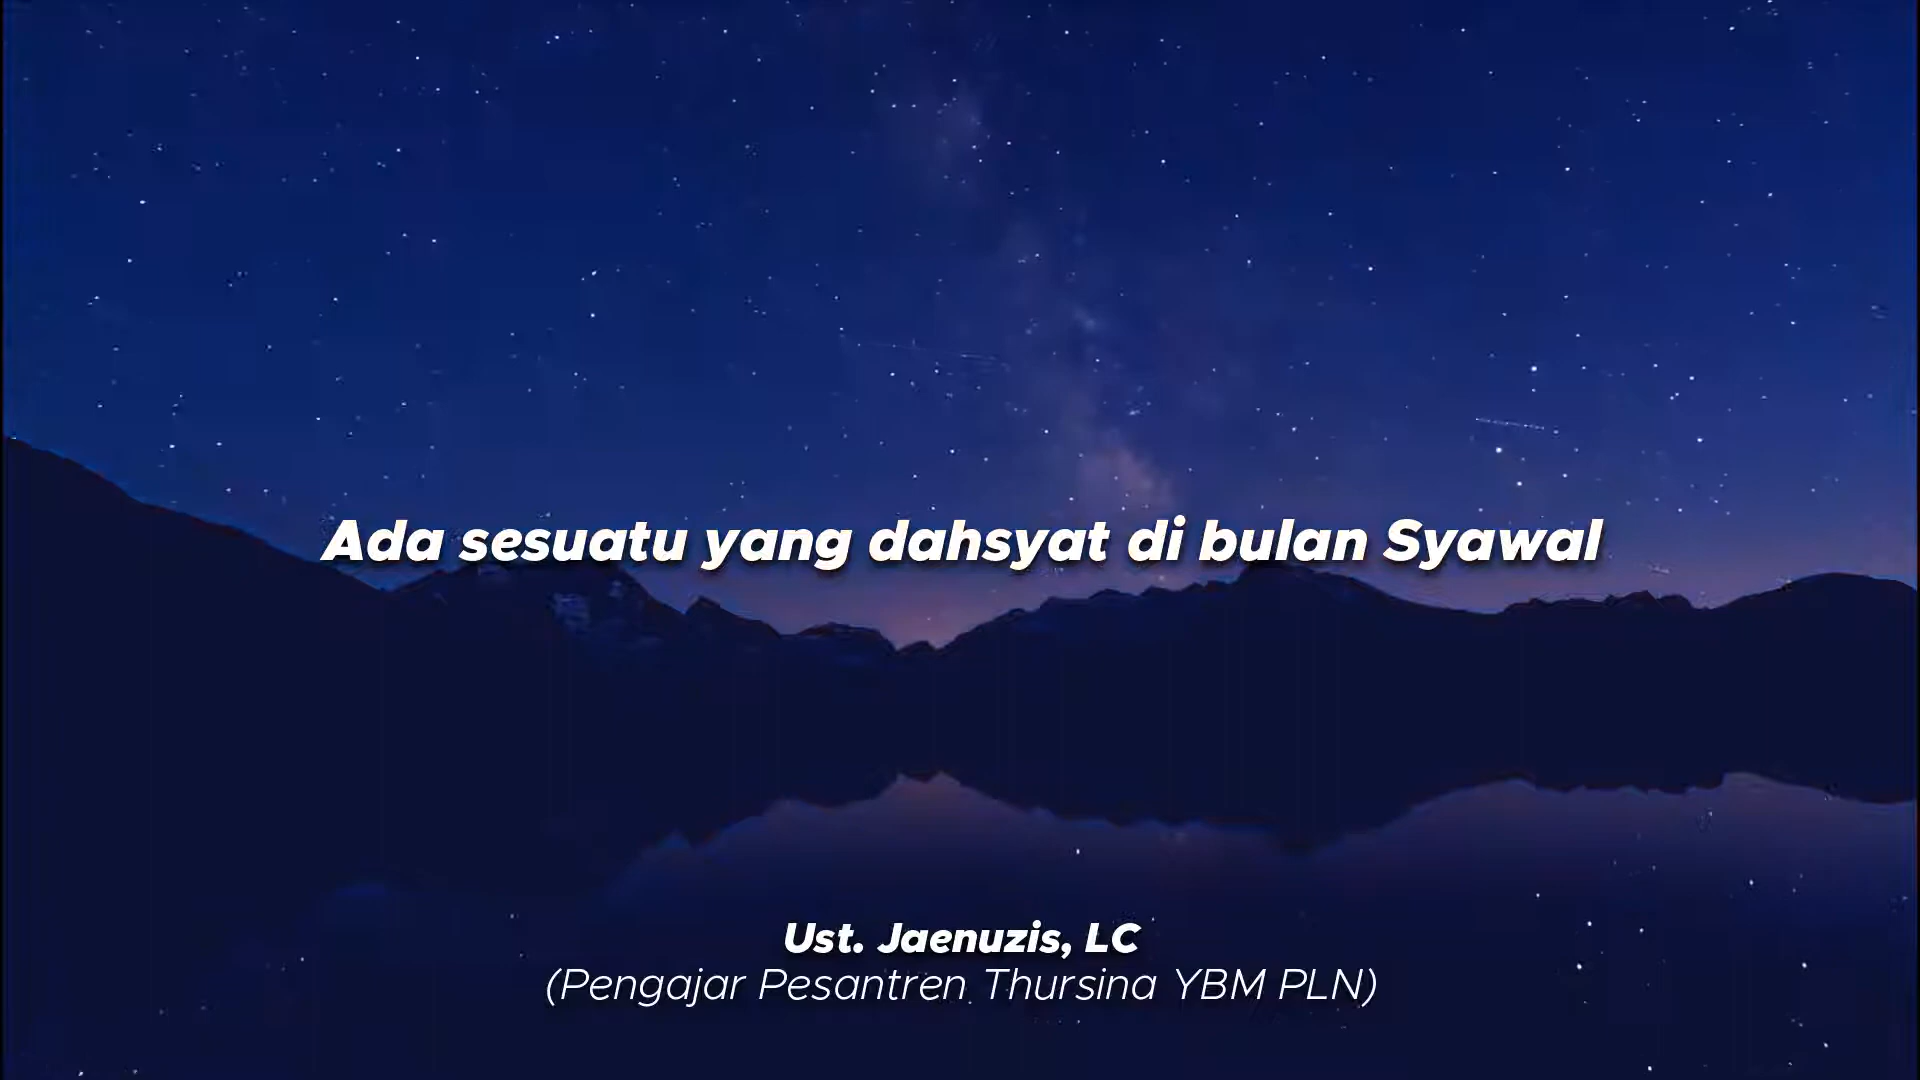 Ada sesuatu yang dahsyat di bulan Syawal
Ust. Jaenuzis, LC
(Pengajar Pesantren Thursina YBM PLN)